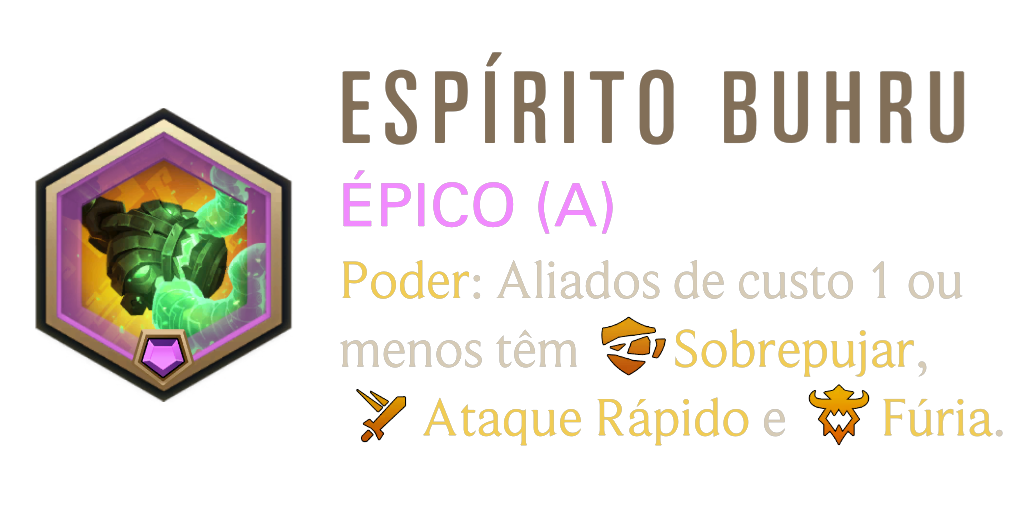 ESPÍRITO BUHRU
ÉPICO (A)
Poder: Aliados de custo 1 ou
menos têm Sobrepujar,
Ataque Rápido e Fúria.